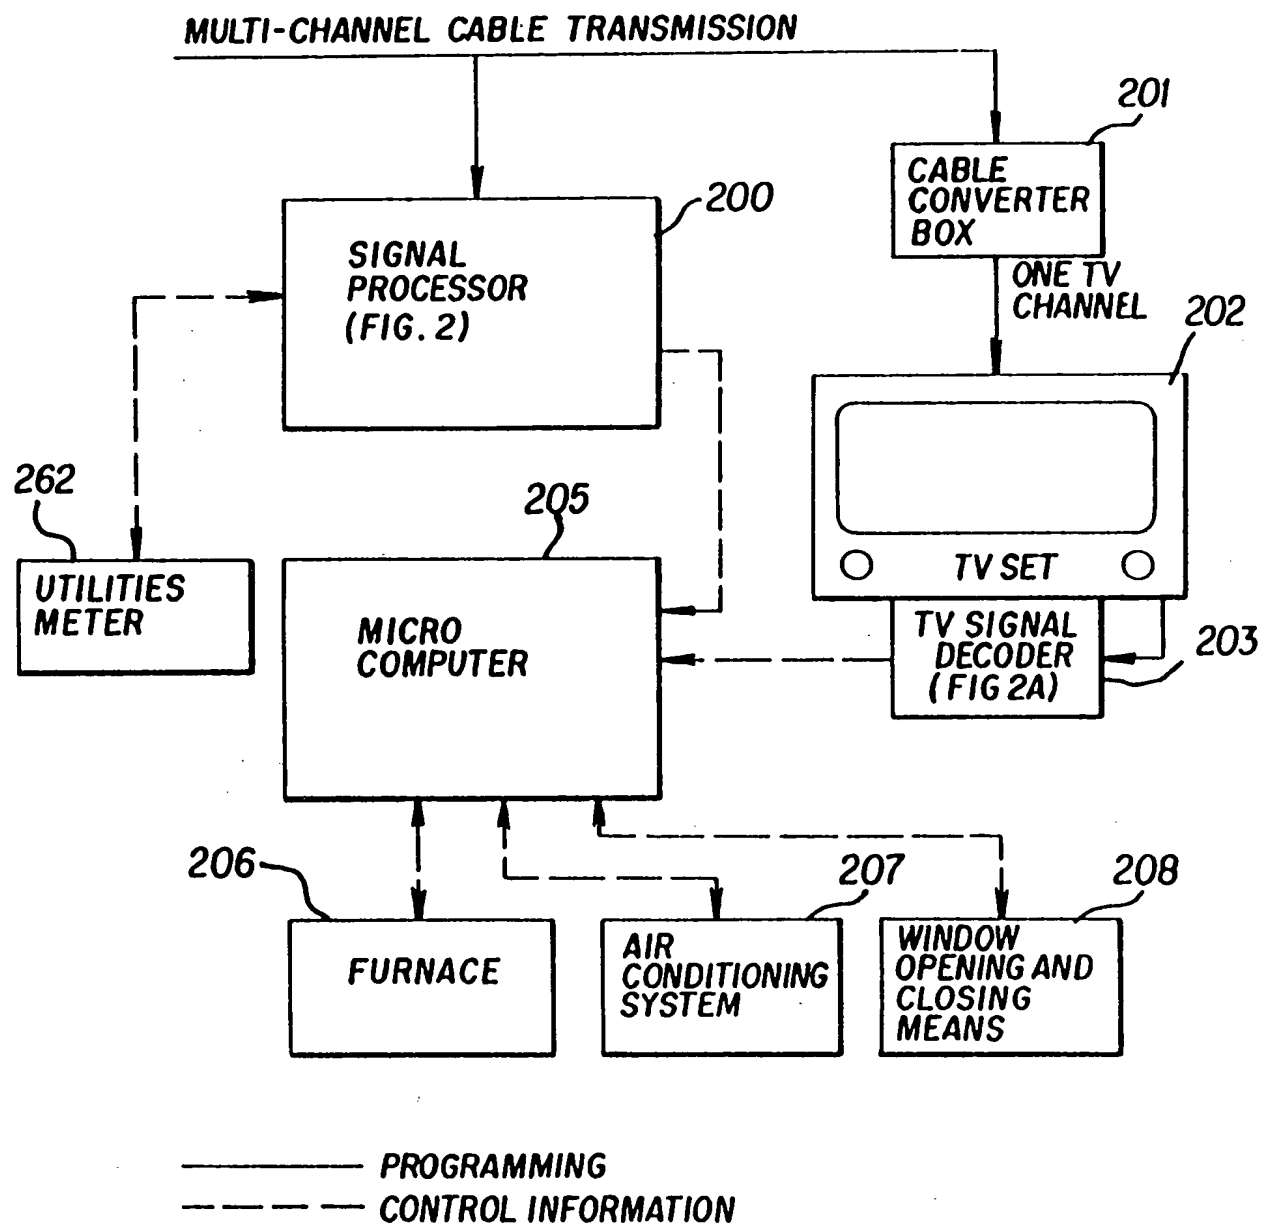 MULTI-CHANNEL CABLE TRANSMISSION
201
CABLE
CONVERTER
BOX
200
SIGNAL
PROCESSOR
(FIG. 2)
ONE TV
CHANNEL
202
262
205
UTILITIES
METER
TV SET
MICRO
COMPUTER
TV SIGNAL
DECODER
(FIG 2A)
203
206
207
208
FURNACE
AIR
CONDITIONING
SYSTEM
WINDOW
OPENING AND
CLOSING
MEANS
PROGRAMMING
CONTROL INFORMATION